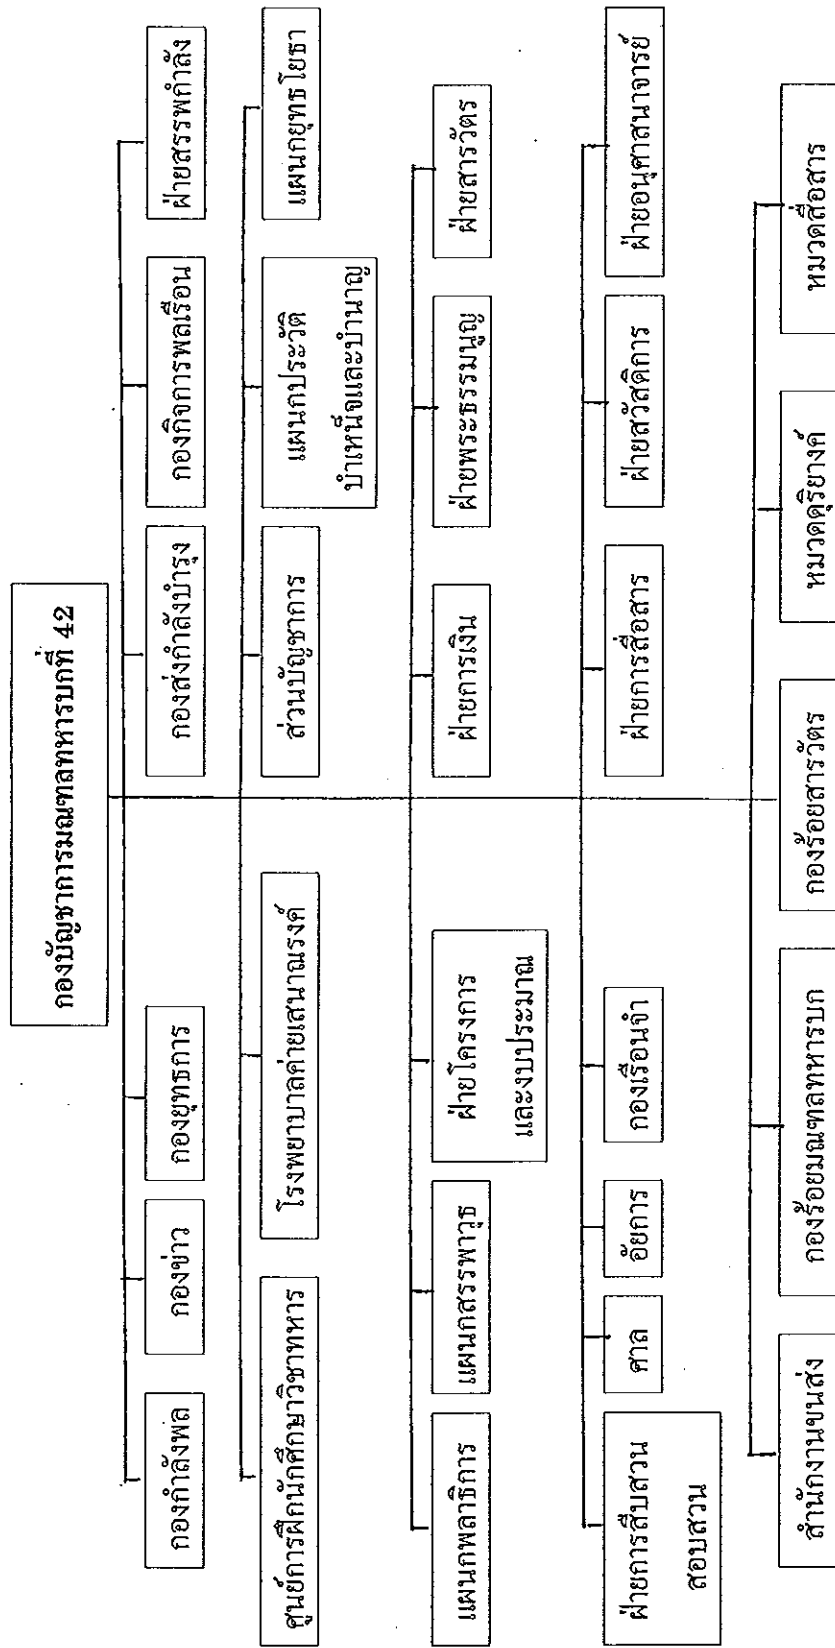 กองบัญชาการมณฑลทหารบกที่ 42
กองกำลังพล
กองข่าว
กองยุทธการ
กองส่งกำลังบำรุง
กองกิจการพลเรือน
ฝ่ายสรรพกำลัง
ศูนย์การฝึกนักศึกษาวิชาทหาร
โรงพยาบาลค่ายเสนาณรงค์
ส่วนบัญชาการ
แผนกประวัติ
บำเหน็จและบำนาญ
แผนกยุทธโยธา
แผนกพลาธิการ
แผนกสรรพาวุธ
ฝ่ายโครงการ
และงบประมาณ
ฝ่ายการเงิน
ฝ่ายพระธรรมนูญ
ฝ่ายสารวัตร
ฝ่ายการสืบสวน
สอบสวน
ศาล
อัยการ
กองเรือนจำ
ฝ่ายการสื่อสาร
ฝ่ายสวัสดิการ
ฝ่ายอนุศาสนาจารย์
สำนักงานขนส่ง
กองร้อยมณฑลทหารบก
กองร้อยสารวัตร
หมวดดุริยางค์
หมวดสื่อสาร